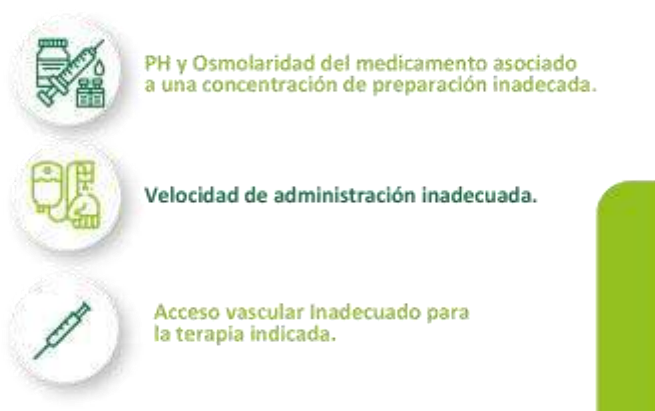 PH y Osmolaridad del medicamento asociado
a una concentración de preparación inadecada.
Velocidad de administración inadecuada.
Acceso vascular Inadecuado para
la terapia indicada.